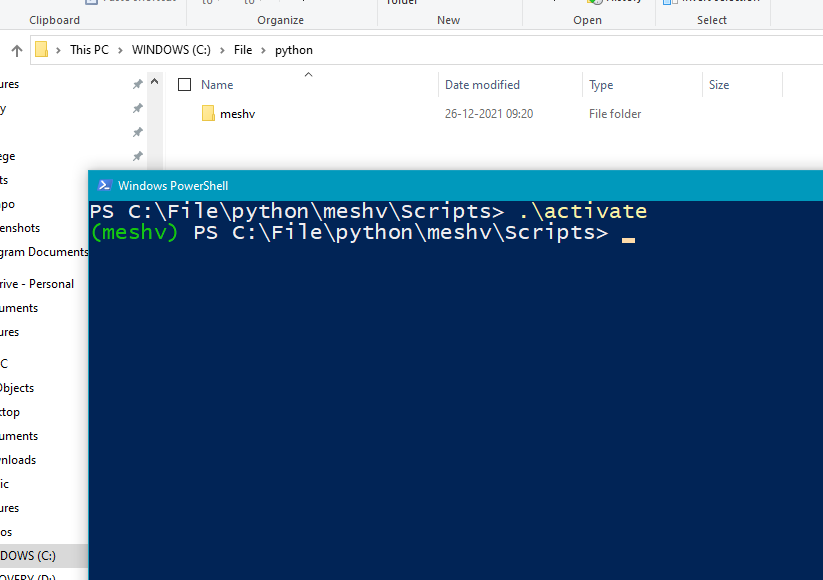 to
to
Clipboard
Organize
New
Open
Select
This PC > WINDOWS (C:) > File > python
Name
Date modified
Type
Size
meshv
26-12-2021 09:20
File folder
ures
y
ege
ts
po
enshots
gram Documents
rive - Personal
uments
ures
C
Objects
ktop
uments
nloads
ic
ures
os
DOWS (C:)
Windows PowerShell
PS C:\File\python\meshv\Scripts> .\activate
(meshv) PS C:\File\python\meshv\Scripts>